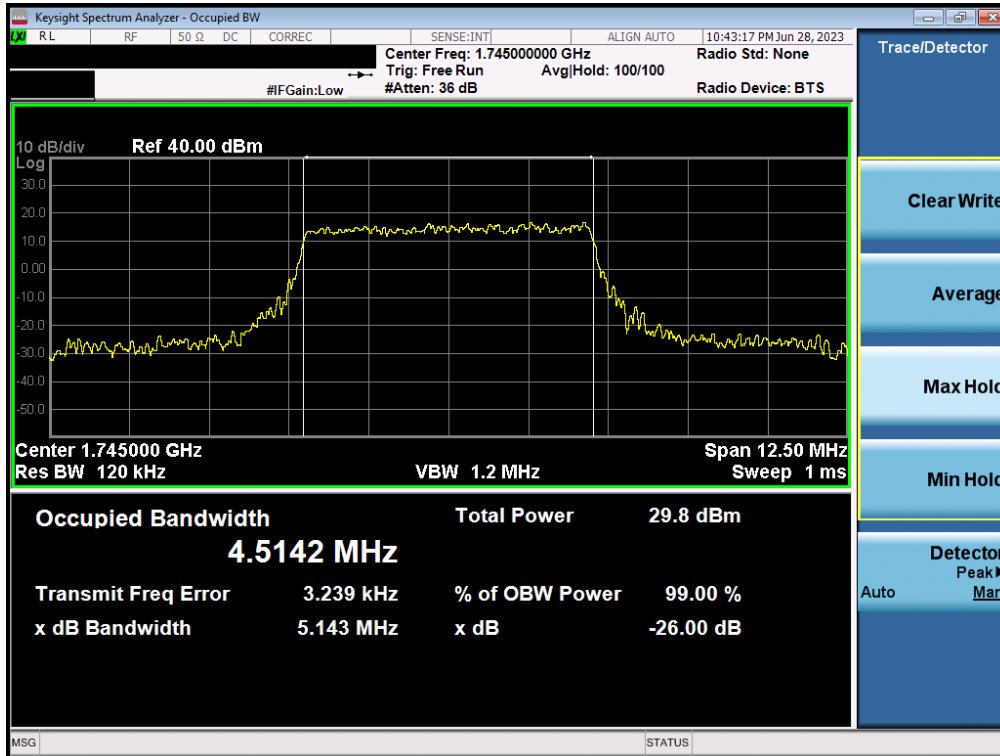 Keysight Spectrum Analyzer - Occupied BW
LXI RL RF 50 Ω DC CORREC SENSE:INT ALIGN AUTO 10:43:17 PM Jun 28, 2023
Center Freq: 1.745000000 GHz Radio Std: None
Trig: Free Run Avg|Hold: 100/100
#IFGain:Low #Atten: 36 dB Radio Device: BTS
Trace/Detector
10 dB/div Ref 40.00 dBm
Log
30.0
20.0
10.0
0.00
-10.0
-20.0
-30.0
-40.0
-50.0
Center 1.745000 GHz Span 12.50 MHz
Res BW 120 kHz VBW 1.2 MHz Sweep 1 ms
Occupied Bandwidth Total Power 29.8 dBm
4.5142 MHz
Transmit Freq Error 3.239 kHz % of OBW Power 99.00 %
x dB Bandwidth 5.143 MHz x dB -26.00 dB
Clear Write
Average
Max Hold
Min Hold
Detector
Peak
Auto Man
MSG STATUS